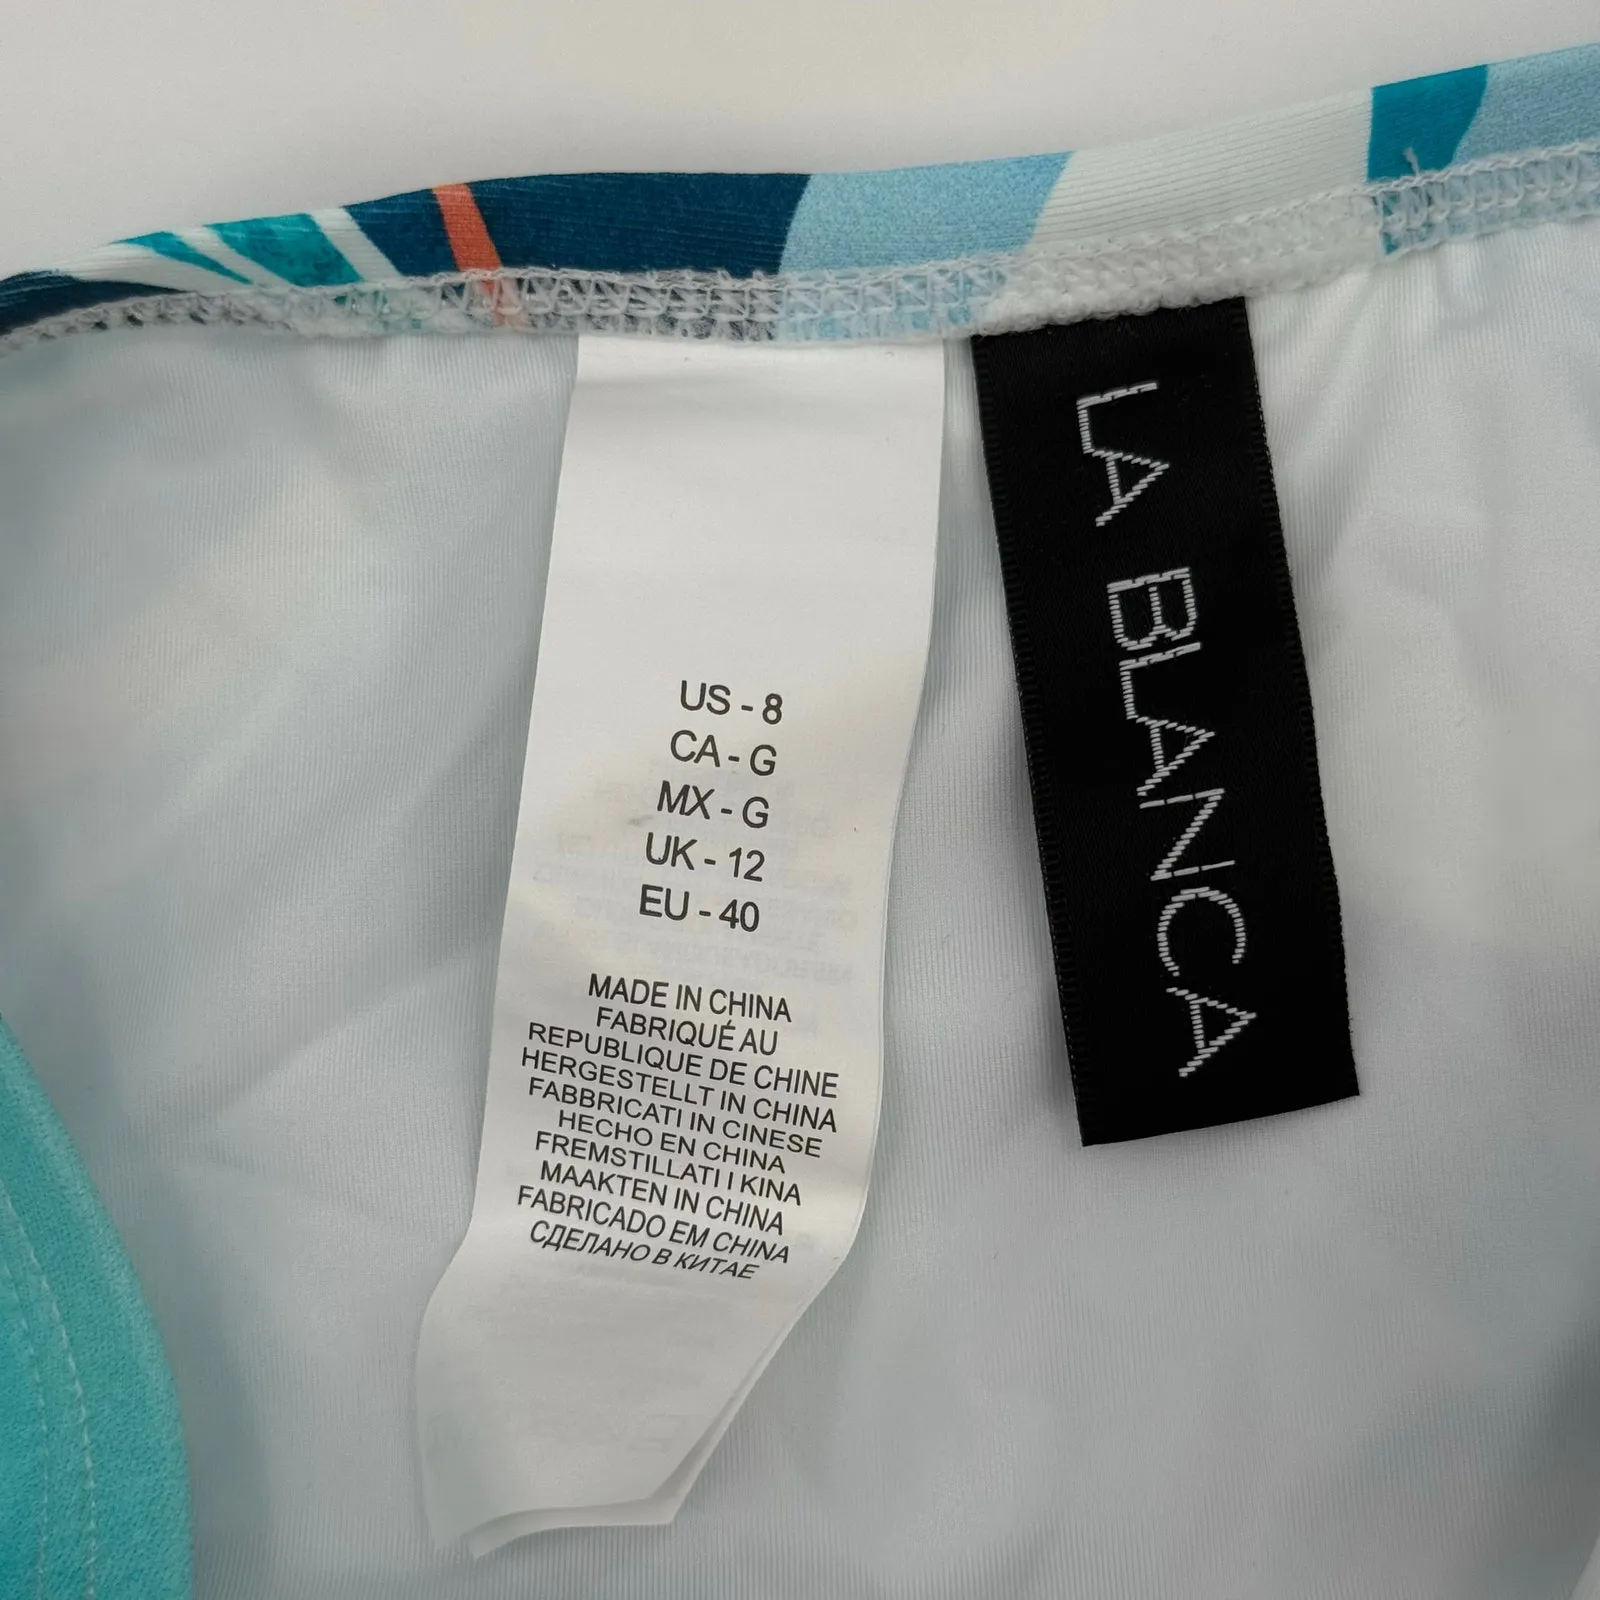 US - 8
CA - G
MX - G
UK - 12
EU - 40
MADE IN CHINA
FABRIQUÉ AU
REPUBLIQUE DE CHINE
HERGESTELLT IN CHINA
FABBRICATI IN CINESE
HECHO EN CHINA
FREMSTILLATI I KINA
MAAKTEN IN CHINA
FABRICADO EM CHINA
СДЕЛАНО В КИТАЕ
LA BLANCA